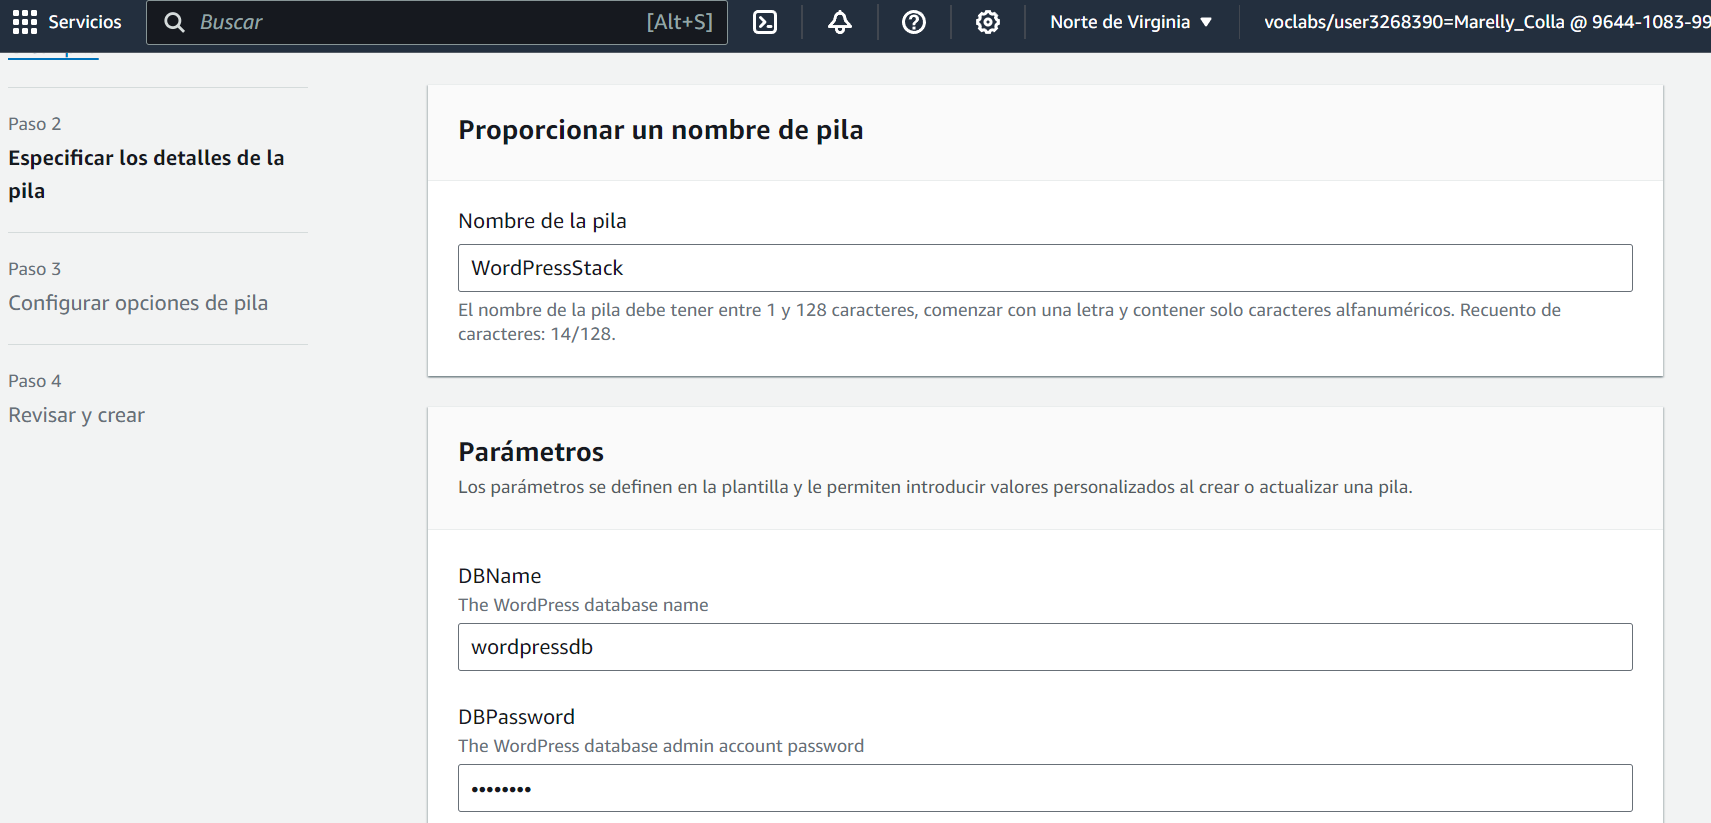 Servicios
Buscar
[Alt+S]
Norte de Virginia
voclabs/user3268390=Marelly_Colla @ 9644-1083-99
Paso 2
Especificar los detalles de la
pila
Paso 3
Configurar opciones de pila
Paso 4
Revisar y crear
Proporcionar un nombre de pila
Nombre de la pila
WordPressStack
El nombre de la pila debe tener entre 1 y 128 caracteres, comenzar con una letra y contener solo caracteres alfanuméricos. Recuento de
caracteres: 14/128.
Parámetros
Los parámetros se definen en la plantilla y le permiten introducir valores personalizados al crear o actualizar una pila.
DBName
The WordPress database name
wordpressdb
DBPassword
The WordPress database admin account password
••••••••